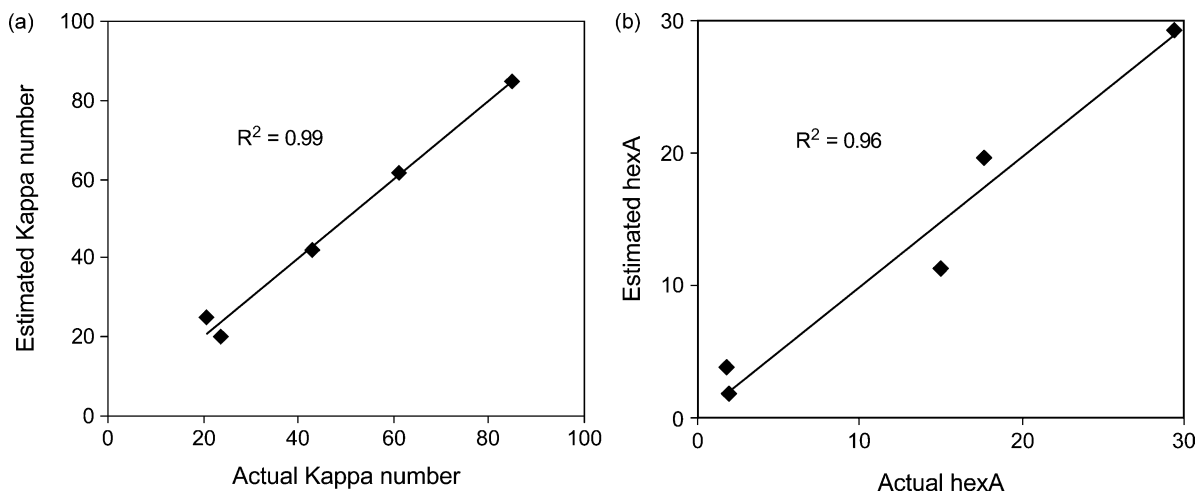 (a)
100
80
60
40
20
0
Estimated Kappa number
R² = 0.99
0 20 40 60 80 100
Actual Kappa number
(b)
30
20
10
0
Estimated hexA
R² = 0.96
0 10 20 30
Actual hexA